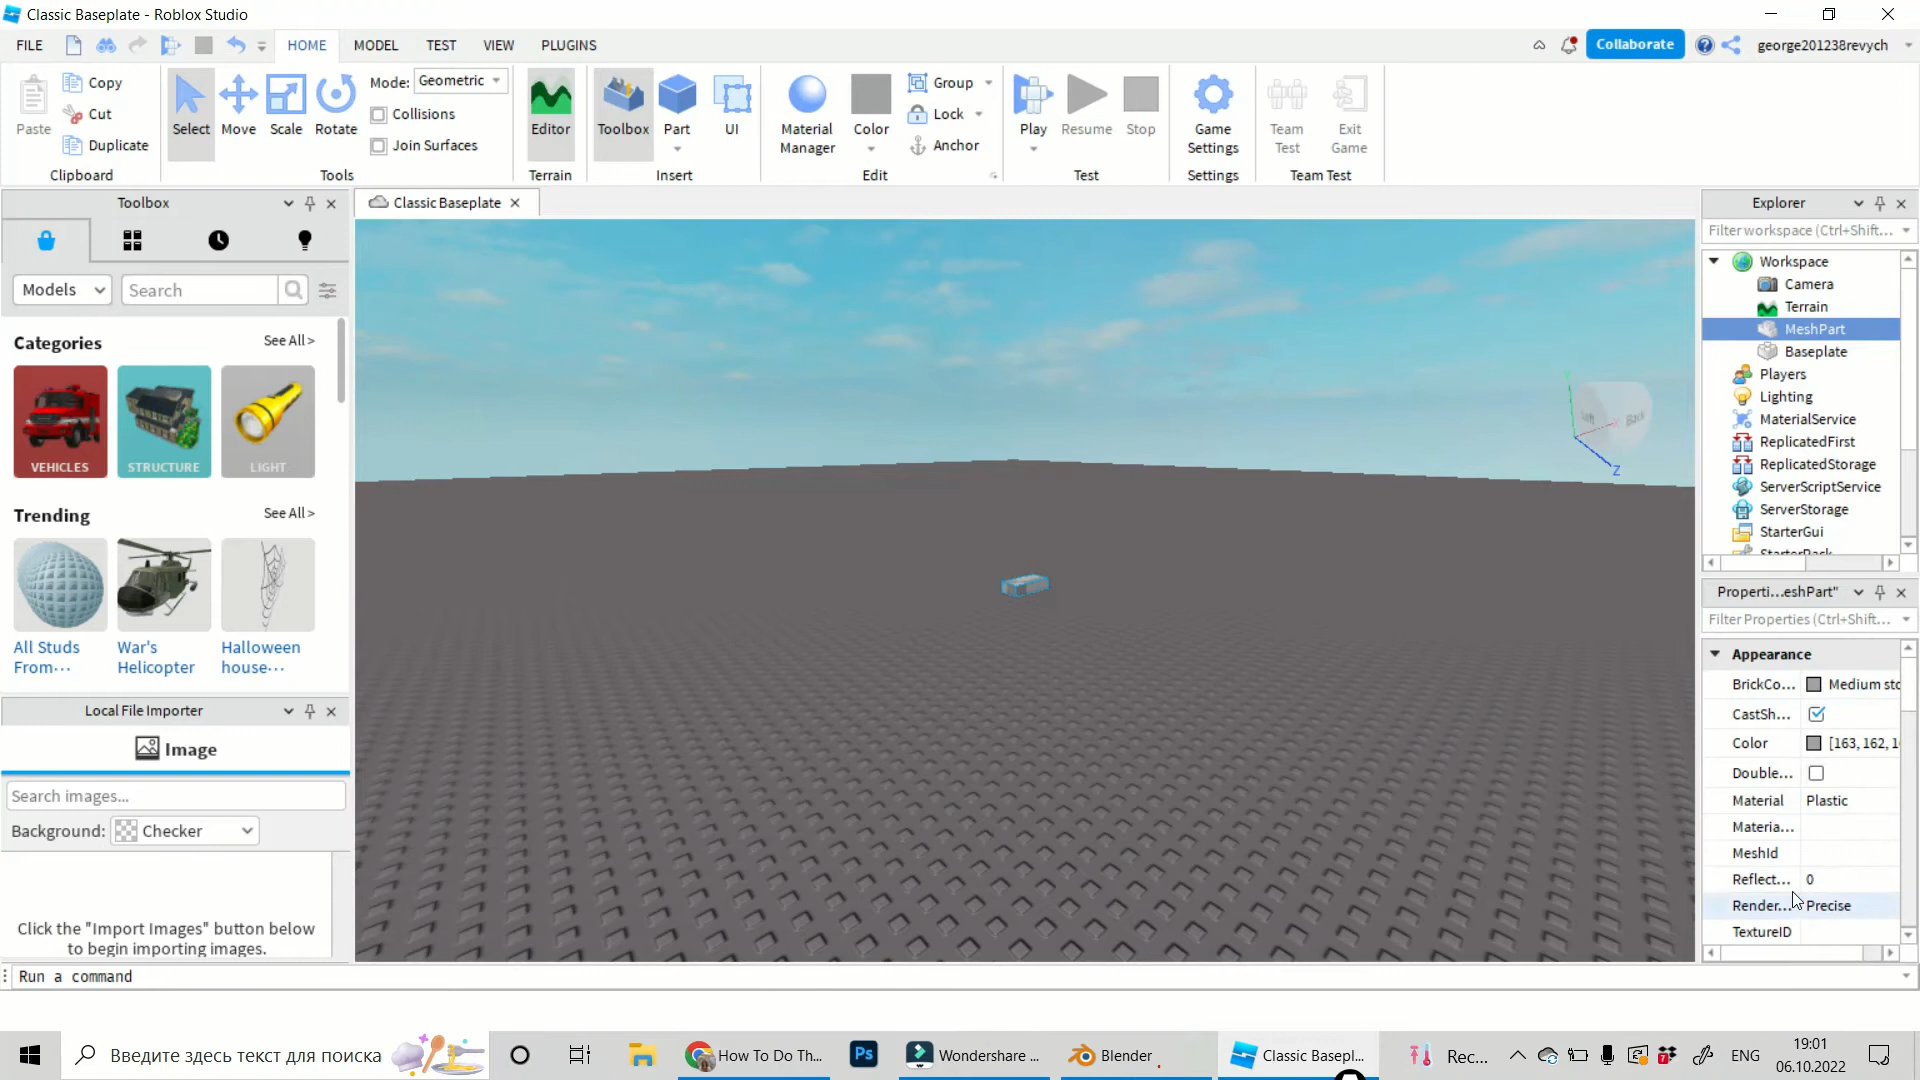 Classic Baseplate - Roblox Studio
FILE HOME MODEL TEST VIEW PLUGINS Collaborate george201238revych
Paste
Copy
Cut
Duplicate
Clipboard
Select Move Scale Rotate
Mode: Geometric
Collisions
Join Surfaces
Tools
Editor
Terrain
Toolbox Part UI
Insert
Material Manager
Color
Group
Lock
Anchor
Edit
Play Resume Stop
Test
Game Settings
Settings
Team Test
Exit Game
Team Test
Toolbox
Models Search
Categories See All >
VEHICLES STRUCTURE LIGHT
Trending See All >
All Studs From...
War's Helicopter
Halloween house...
Local File Importer
Image
Search images...
Background: Checker
Click the "Import Images" button below
to begin importing images.
Run a command
Classic Baseplate
Left Back
Y
Z
Explorer
Filter workspace (Ctrl+Shift...
Workspace
Camera
Terrain
MeshPart
Baseplate
Players
Lighting
MaterialService
ReplicatedFirst
ReplicatedStorage
ServerScriptService
ServerStorage
StarterGui
StarterPack
Properti...eshPart"
Filter Properties (Ctrl+Shift...
Appearance
BrickCo... Medium sto
CastSh...
Color [163, 162, 1
Double...
Material Plastic
Materia...
MeshId
Reflect... 0
Render... Precise
TextureID
Введите здесь текст для поиска
How To Do Th...
Ps
Wondershare ...
Blender
Classic Basepl...
Rec...
7
ENG
19:01
06.10.2022